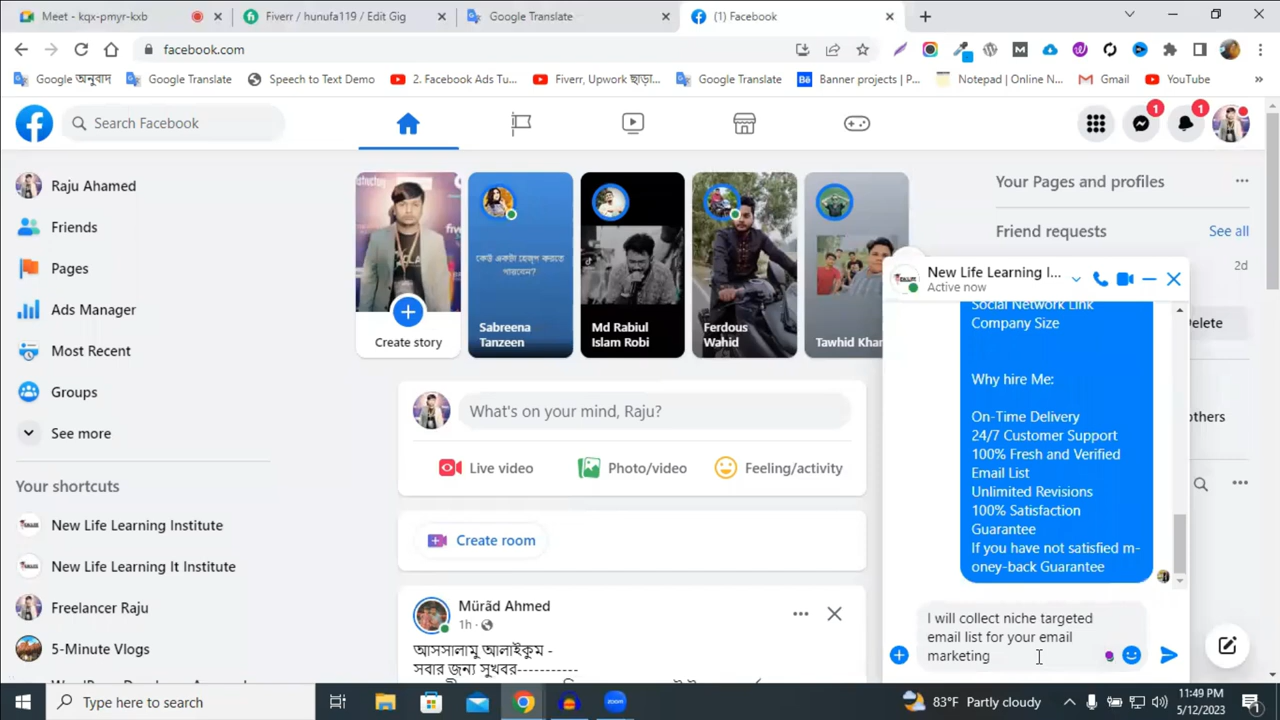 Meet - kqx-pmyr-kxb
Fiverr / hunufa119 / Edit Gig
Google Translate
(1) Facebook
facebook.com
Google অনুবাদ
Google Translate
Speech to Text Demo
2. Facebook Ads Tu...
Fiverr, Upwork ছাড়া...
Google Translate
Banner projects | P...
Notepad | Online N...
Gmail
YouTube
Search Facebook
1
1
Raju Ahamed
Friends
Pages
Ads Manager
Most Recent
Groups
See more
Your shortcuts
New Life Learning Institute
New Life Learning It Institute
Freelancer Raju
5-Minute Vlogs
Create story
কেউ একটা হেল্প করতে
পারবেন?
Sabreena
Tanzeen
Md Rabiul
Islam Robi
Ferdous
Wahid
Tawhid Khan
What's on your mind, Raju?
Live video
Photo/video
Feeling/activity
Create room
Mürãd Ahmed
1h
আসসালামু আলাইকুম -
সবার জন্য সুখবর-----------
Your Pages and profiles
Friend requests
See all
2d
Delete
others
New Life Learning I...
Active now
Social Network Link
Company Size
Why hire Me:
On-Time Delivery
24/7 Customer Support
100% Fresh and Verified
Email List
Unlimited Revisions
100% Satisfaction
Guarantee
If you have not satisfied m-
oney-back Guarantee
I will collect niche targeted
email list for your email
marketing
Type here to search
zoom
83°F Partly cloudy
11:49 PM
5/12/2023
1